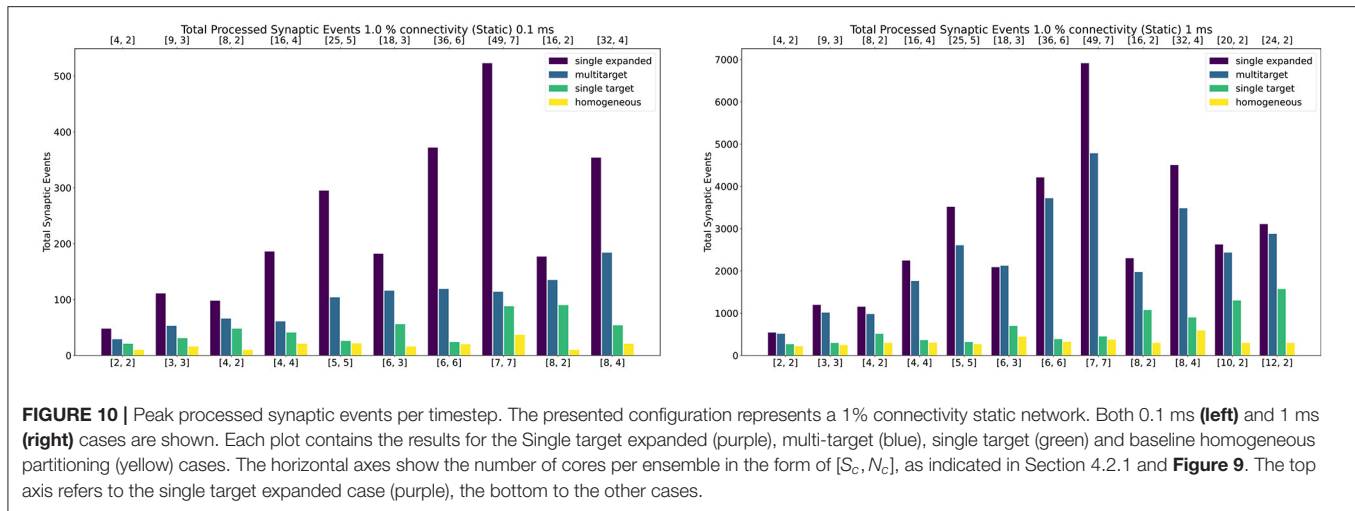 Total Processed Synaptic Events 1.0 % connectivity (Static) 0.1 ms
[4, 2] [9, 3] [8, 2] [16, 4] [25, 5] [18, 3] [36, 6] [49, 7] [16, 2] [32, 4]
single expanded
multitarget
single target
homogeneous
500
400
300
200
100
0
Total Synaptic Events
[2, 2] [3, 3] [4, 2] [4, 4] [5, 5] [6, 3] [6, 6] [7, 7] [8, 2] [8, 4]
Total Processed Synaptic Events 1.0 % connectivity (Static) 1 ms
[4, 2] [9, 3] [8, 2] [16, 4] [25, 5] [18, 3] [36, 6] [49, 7] [16, 2] [32, 4] [20, 2] [24, 2]
single expanded
multitarget
single target
homogeneous
7000
6000
5000
4000
3000
2000
1000
0
Total Synaptic Events
[2, 2] [3, 3] [4, 2] [4, 4] [5, 5] [6, 3] [6, 6] [7, 7] [8, 2] [8, 4] [10, 2] [12, 2]
FIGURE 10 | Peak processed synaptic events per timestep. The presented configuration represents a 1% connectivity static network. Both 0.1 ms (left) and 1 ms
(right) cases are shown. Each plot contains the results for the Single target expanded (purple), multi-target (blue), single target (green) and baseline homogeneous
partitioning (yellow) cases. The horizontal axes show the number of cores per ensemble in the form of [Sc, Nc], as indicated in Section 4.2.1 and Figure 9. The top
axis refers to the single target expanded case (purple), the bottom to the other cases.